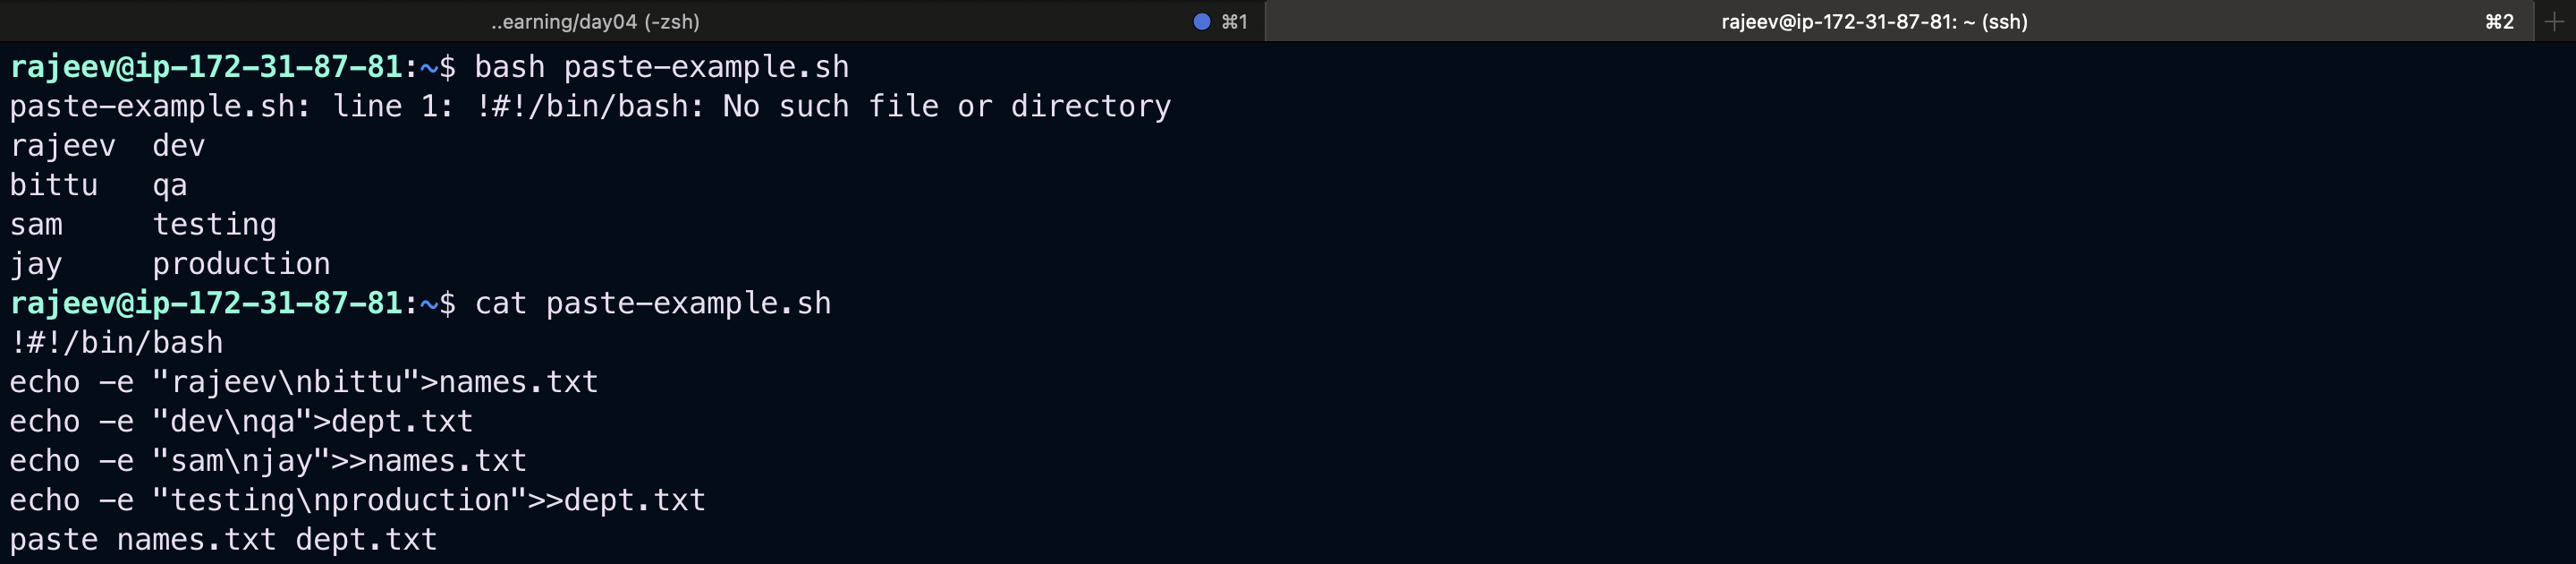 ..earning/day04 (-zsh) ⌘1 rajeev@ip-172-31-87-81: ~ (ssh) ⌘2 +
rajeev@ip-172-31-87-81:~$ bash paste-example.sh
paste-example.sh: line 1: !#!/bin/bash: No such file or directory
rajeev  dev
bittu   qa
sam     testing
jay     production
rajeev@ip-172-31-87-81:~$ cat paste-example.sh
!#!/bin/bash
echo -e "rajeev\nbittu">names.txt
echo -e "dev\nqa">dept.txt
echo -e "sam\njay">>names.txt
echo -e "testing\nproduction">>dept.txt
paste names.txt dept.txt